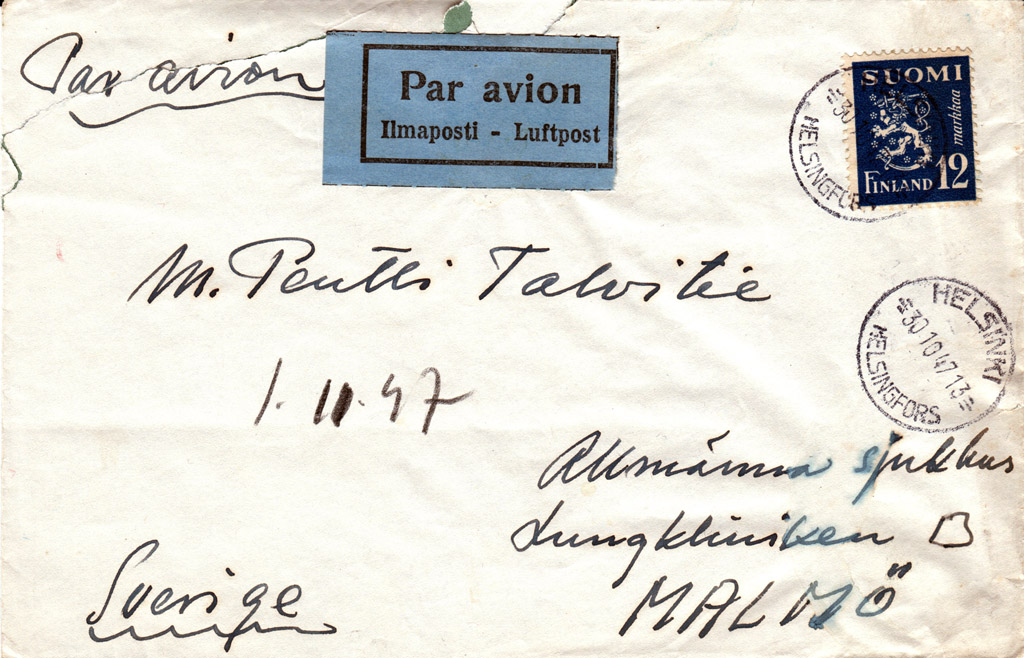 Par avion
Par avion
Ilmaposti - Luftpost
SUOMI
markkaa
FINLAND 12
HELSINGFORS
30
M. Pentti Talvitie
HELSINKI
30 10 47 13
HELSINGFORS
1. 11. 47
Allmänna sjukhus
Lungkliniken B
MALMÖ
Sverige